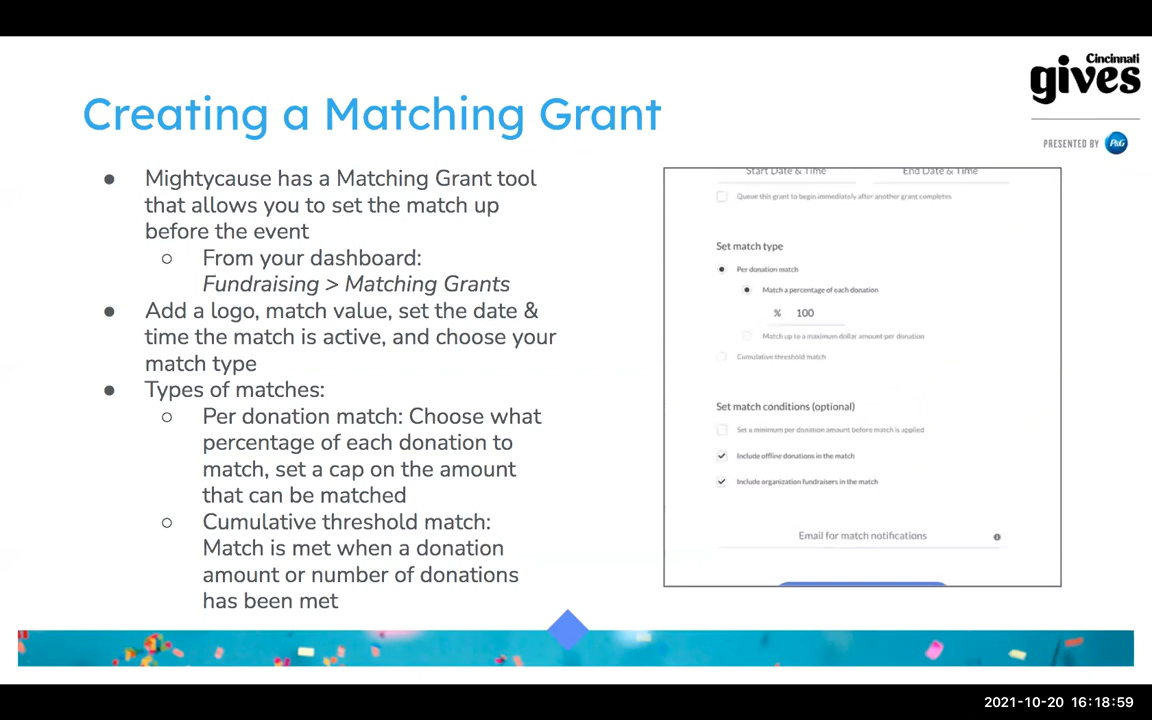 Cincinnati
gives
PRESENTED BY P&G
Creating a Matching Grant
● Mightycause has a Matching Grant tool
that allows you to set the match up
before the event
○ From your dashboard:
Fundraising > Matching Grants
● Add a logo, match value, set the date &
time the match is active, and choose your
match type
● Types of matches:
○ Per donation match: Choose what
percentage of each donation to
match, set a cap on the amount
that can be matched
○ Cumulative threshold match:
Match is met when a donation
amount or number of donations
has been met
Start Date & Time End Date & Time
Queue this grant to begin immediately after another grant completes
Set match type
Per donation match
Match a percentage of each donation
% 100
Match up to a maximum dollar amount per donation
Cumulative threshold match
Set match conditions (optional)
Set a minimum per donation amount before match is applied
Include offline donations in the match
Include organization fundraisers in the match
Email for match notifications
2021-10-20 16:18:59